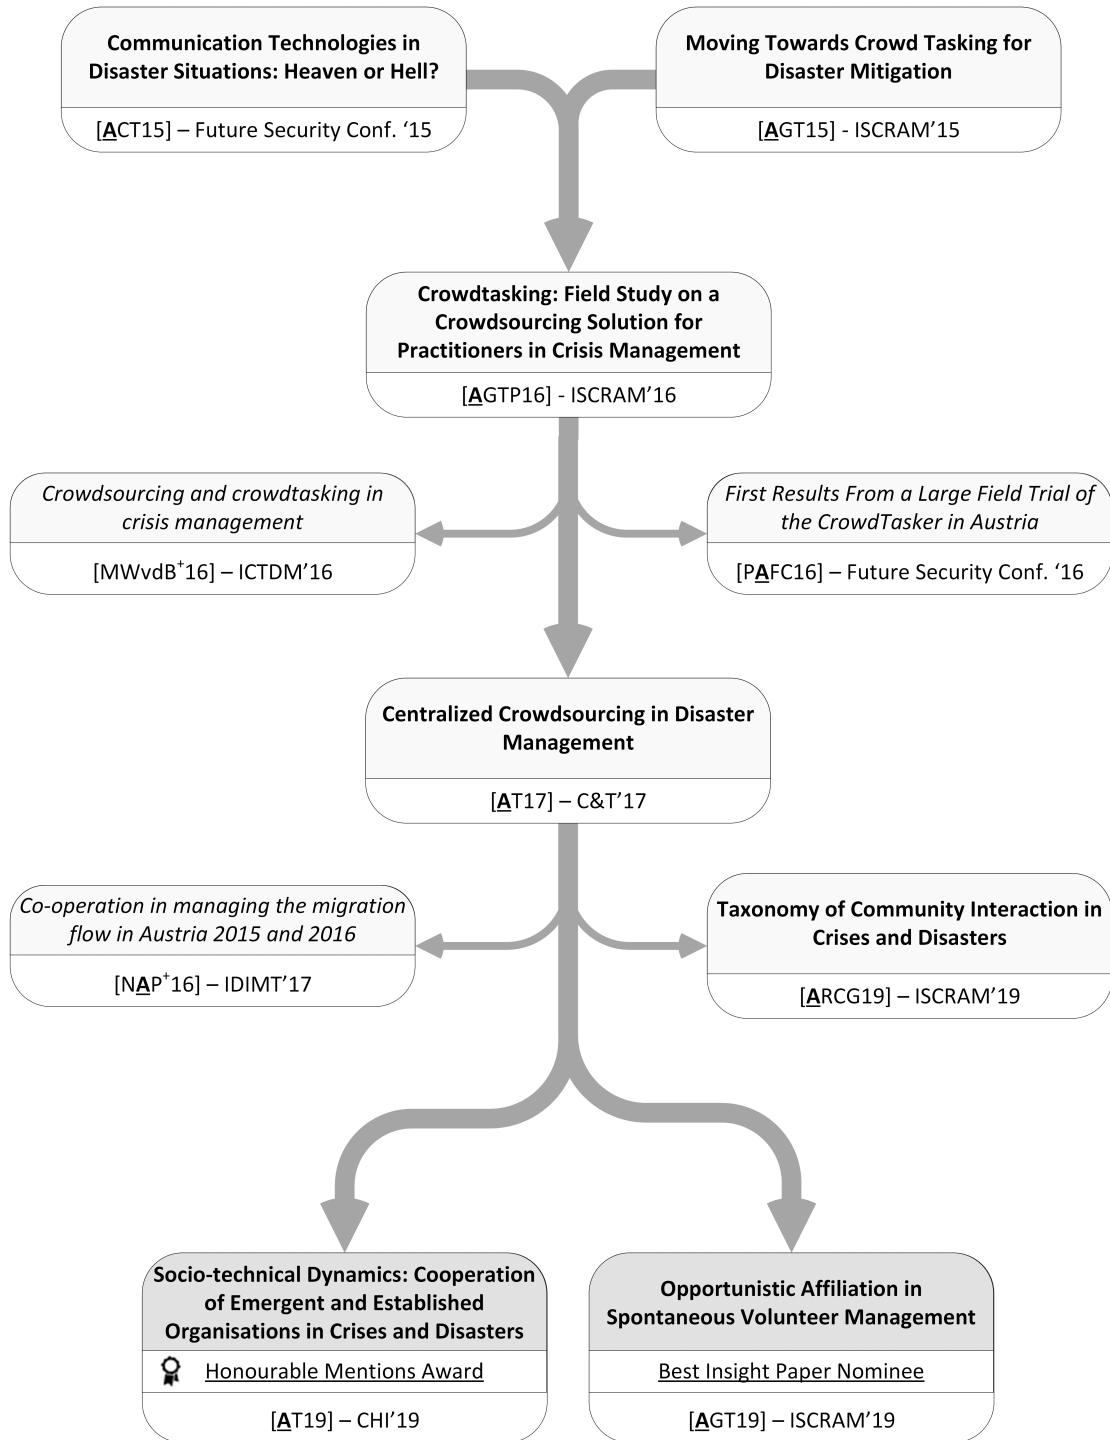 Communication Technologies in
Disaster Situations: Heaven or Hell?
[ACT15] – Future Security Conf. ‘15
Moving Towards Crowd Tasking for
Disaster Mitigation
[AGT15] - ISCRAM’15
Crowdtasking: Field Study on a
Crowdsourcing Solution for
Practitioners in Crisis Management
[AGTP16] - ISCRAM’16
Crowdsourcing and crowdtasking in
crisis management
[MWvdB+16] – ICTDM’16
First Results From a Large Field Trial of
the CrowdTasker in Austria
[PAFC16] – Future Security Conf. ‘16
Centralized Crowdsourcing in Disaster
Management
[AT17] – C&T’17
Co-operation in managing the migration
flow in Austria 2015 and 2016
[NAP+16] – IDIMT’17
Taxonomy of Community Interaction in
Crises and Disasters
[ARCG19] – ISCRAM’19
Socio-technical Dynamics: Cooperation
of Emergent and Established
Organisations in Crises and Disasters
Honourable Mentions Award
[AT19] – CHI’19
Opportunistic Affiliation in
Spontaneous Volunteer Management
Best Insight Paper Nominee
[AGT19] – ISCRAM’19